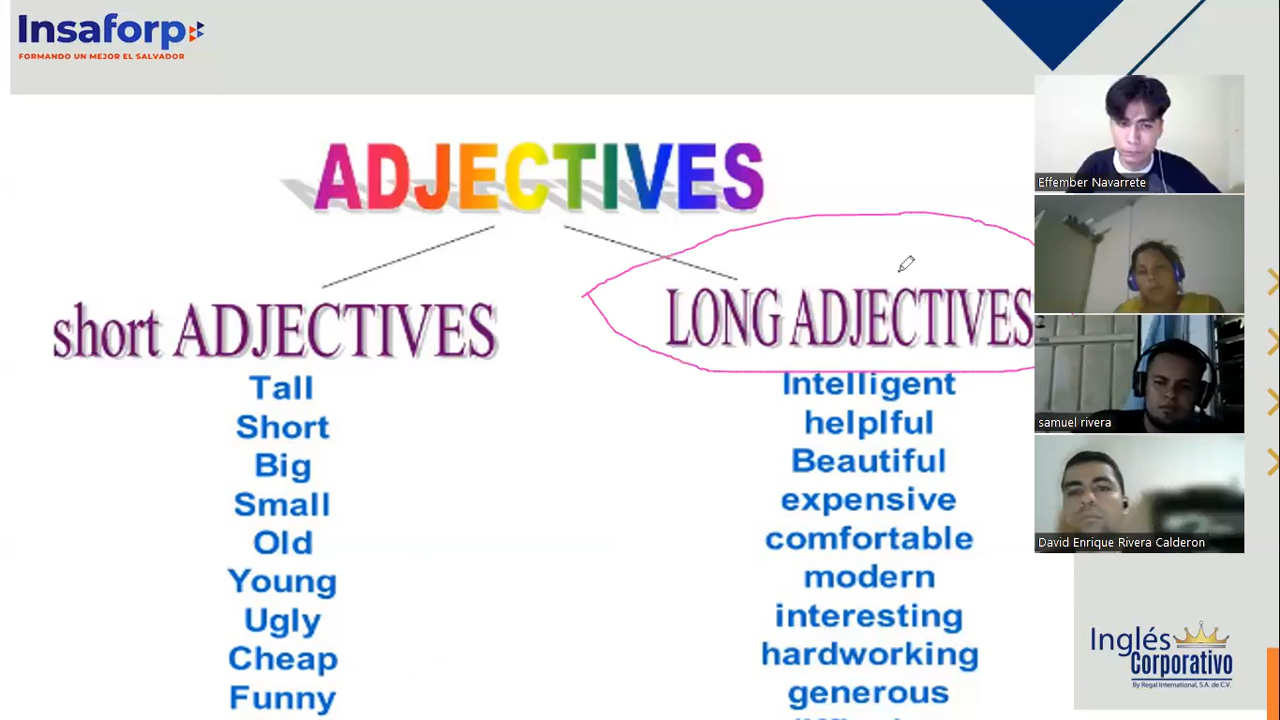 Insaforp
FORMANDO UN MEJOR EL SALVADOR
ADJECTIVES
short ADJECTIVES
Tall
Short
Big
Small
Old
Young
Ugly
Cheap
Funny
LONG ADJECTIVES
Intelligent
helplful
Beautiful
expensive
comfortable
modern
interesting
hardworking
generous
Effember Navarrete
samuel rivera
David Enrique Rivera Calderon
Inglés
Corporativo
By Regal International, S.A. de C.V.